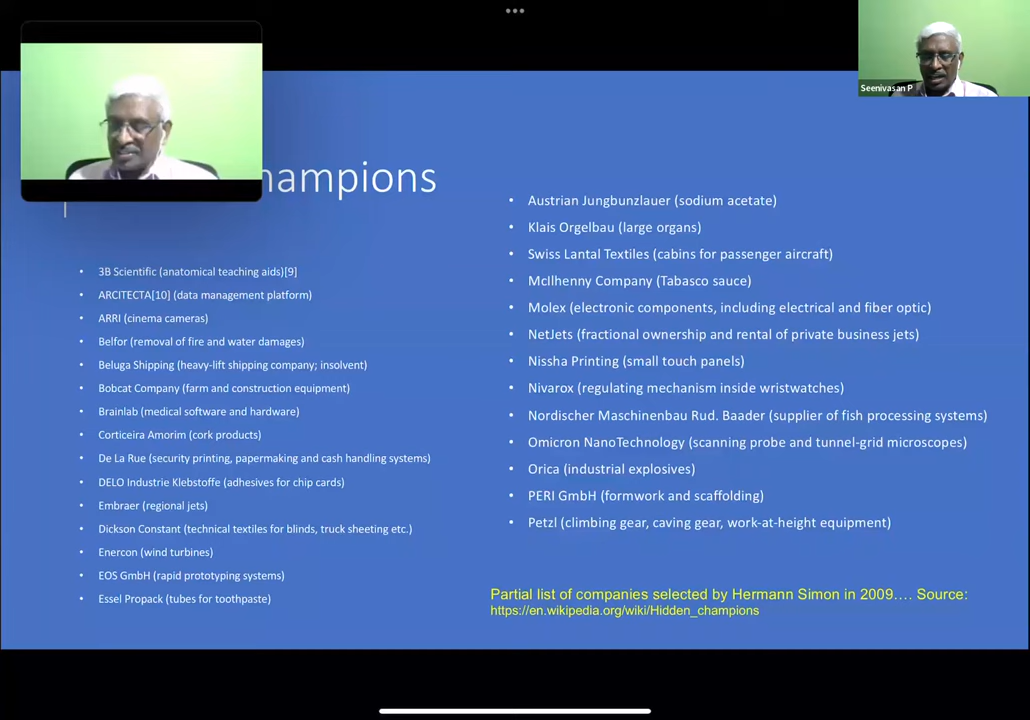 Seenivasan P
hampions
• 3B Scientific (anatomical teaching aids)[9]
• ARCITECTA[10] (data management platform)
• ARRI (cinema cameras)
• Belfor (removal of fire and water damages)
• Beluga Shipping (heavy-lift shipping company; insolvent)
• Bobcat Company (farm and construction equipment)
• Brainlab (medical software and hardware)
• Corticeira Amorim (cork products)
• De La Rue (security printing, papermaking and cash handling systems)
• DELO Industrie Klebstoffe (adhesives for chip cards)
• Embraer (regional jets)
• Dickson Constant (technical textiles for blinds, truck sheeting etc.)
• Enercon (wind turbines)
• EOS GmbH (rapid prototyping systems)
• Essel Propack (tubes for toothpaste)
• Austrian Jungbunzlauer (sodium acetate)
• Klais Orgelbau (large organs)
• Swiss Lantal Textiles (cabins for passenger aircraft)
• McIlhenny Company (Tabasco sauce)
• Molex (electronic components, including electrical and fiber optic)
• NetJets (fractional ownership and rental of private business jets)
• Nissha Printing (small touch panels)
• Nivarox (regulating mechanism inside wristwatches)
• Nordischer Maschinenbau Rud. Baader (supplier of fish processing systems)
• Omicron NanoTechnology (scanning probe and tunnel-grid microscopes)
• Orica (industrial explosives)
• PERI GmbH (formwork and scaffolding)
• Petzl (climbing gear, caving gear, work-at-height equipment)
Partial list of companies selected by Hermann Simon in 2009.... Source:
https://en.wikipedia.org/wiki/Hidden_champions